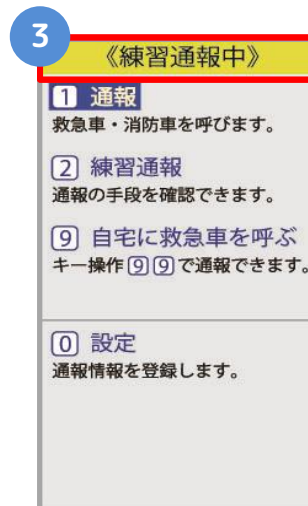 3
《練習通報中》
1 通報
救急車・消防車を呼びます。
2 練習通報
通報の手段を確認できます。
9 自宅に救急車を呼ぶ
キー操作99で通報できます。
0 設定
通報情報を登録します。